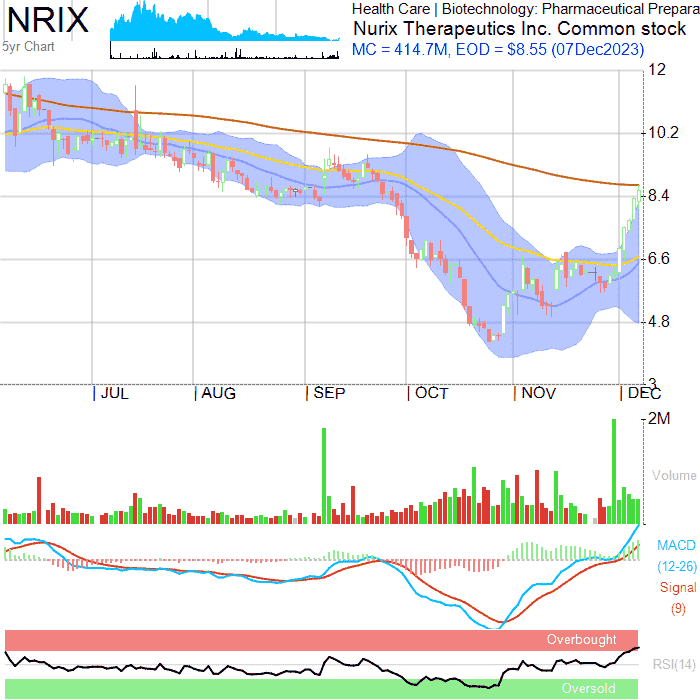 NRIX
5yr Chart
Health Care | Biotechnology: Pharmaceutical Prepara
Nurix Therapeutics Inc. Common stock
MC = 414.7M, EOD = $8.55 (07Dec2023)
12
10.2
8.4
6.6
4.8
3
JUL
AUG
SEP
OCT
NOV
DEC
2M
Volume
MACD
(12-26)
Signal
(9)
Overbought
RSI(14)
Oversold